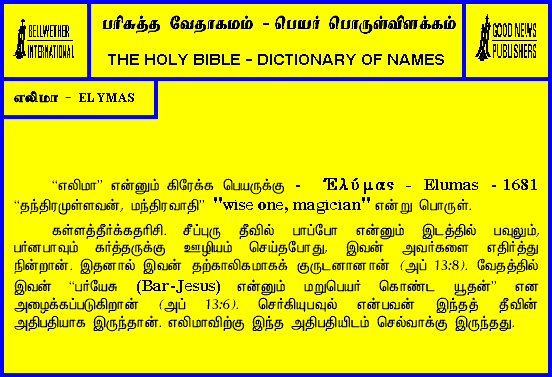 BELLWETHER
INTERNATIONAL
பரிசுத்த வேதாகமம் - பெயர் பொருள்விளக்கம்
THE HOLY BIBLE - DICTIONARY OF NAMES
GOOD NEWS
PUBLISHERS
எலிமா - ELYMAS
“எலிமா” என்னும் கிரேக்க பெயருக்கு - Ἐλύμας - Elumas - 1681
“தந்திரமுள்ளவன், மந்திரவாதி” "wise one, magician" என்று பொருள்.
கள்ளத்தீர்க்கதரிசி. சீப்புரு தீவில் பாப்போ என்னும் இடத்தில் பவுலும்,
பர்னபாவும் கர்த்தருக்கு ஊழியம் செய்தபோது, இவன் அவர்களை எதிர்த்து
நின்றான். இதனால் இவன் தற்காலிகமாகக் குருடனானான் (அப் 13:8). வேதத்தில்
இவன் “பர்யேசு (Bar-Jesus) என்னும் மறுபெயர் கொண்ட யூதன்” என
அழைக்கப்படுகிறான் (அப் 13:6). செர்கியுபவுல் என்பவன் இந்தத் தீவின்
அதிபதியாக இருந்தான். எலிமாவிற்கு இந்த அதிபதியிடம் செல்வாக்கு இருந்தது.